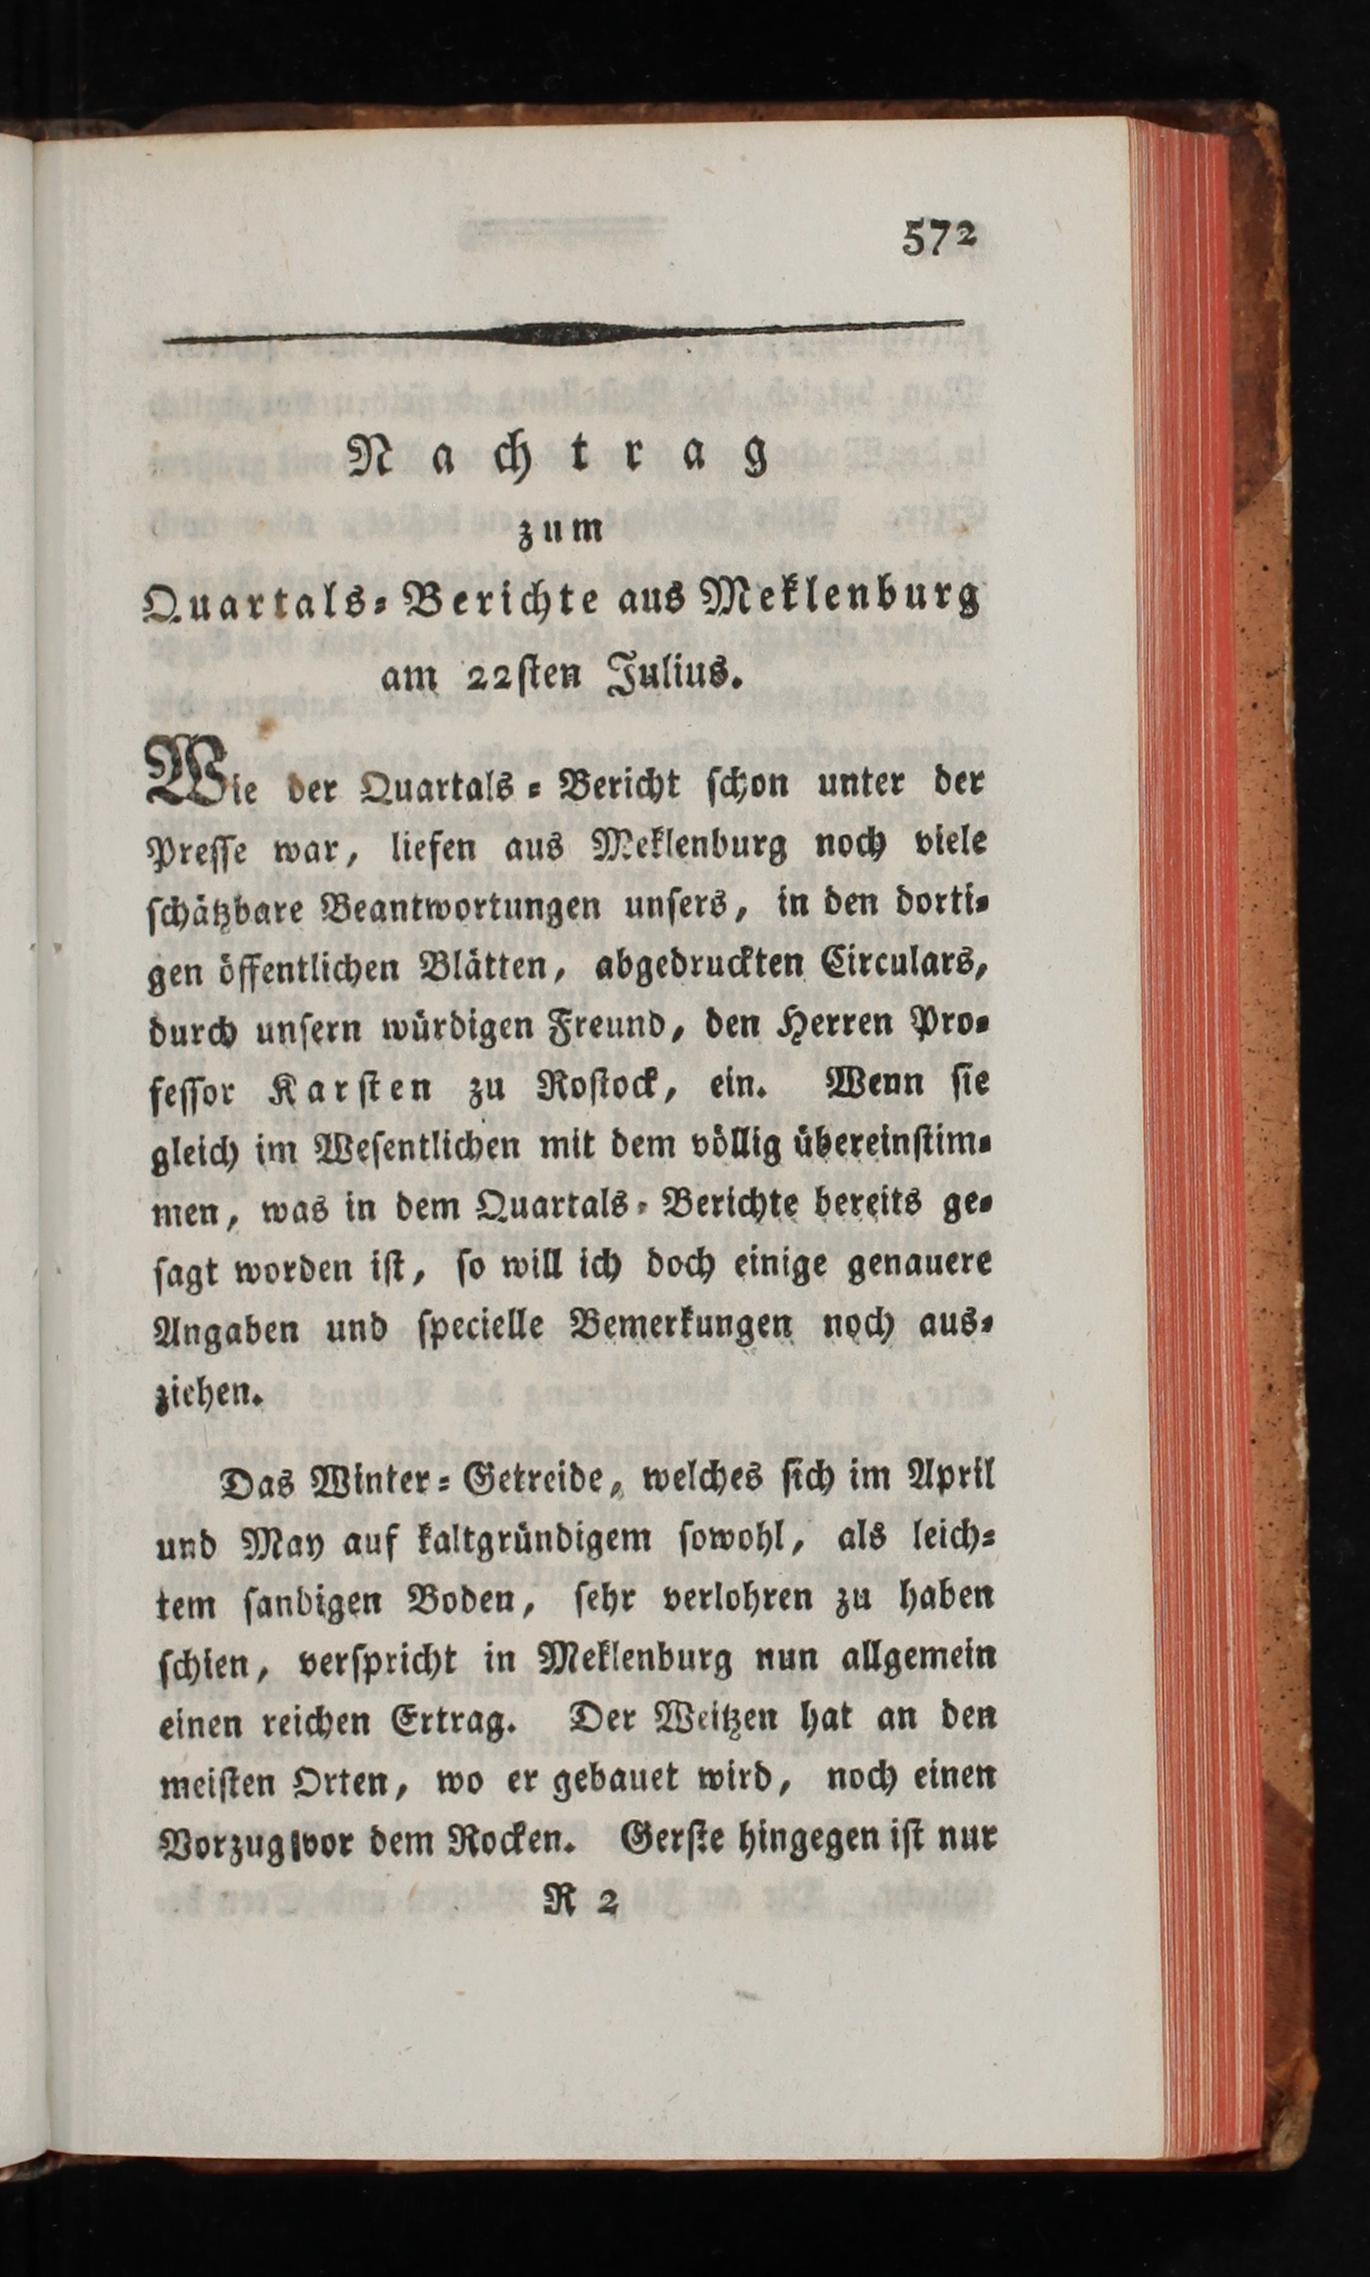 572
Nachtrag
zum
Quartals-Berichte aus Meklenburg
am 22sten Julius.
Wie der Quartals-Bericht schon unter der
Presse war, liefen aus Meklenburg noch viele
schätzbare Beantwortungen unsers, in den dorti-
gen öffentlichen Blätten, abgedruckten Circulars,
durch unsern würdigen Freund, den Herren Pro-
fessor Karsten zu Rostock, ein. Wenn sie
gleich im Wesentlichen mit dem völlig übereinstim-
men, was in dem Quartals-Berichte bereits ge-
sagt worden ist, so will ich doch einige genauere
Angaben und specielle Bemerkungen noch aus-
ziehen.
Das Winter-Getreide, welches sich im April
und May auf kaltgründigem sowohl, als leich-
tem sandigen Boden, sehr verlohren zu haben
schien, verspricht in Meklenburg nun allgemein
einen reichen Ertrag. Der Weitzen hat an den
meisten Orten, wo er gebauet wird, noch einen
Vorzug vor dem Rocken. Gerste hingegen ist nur
R 2